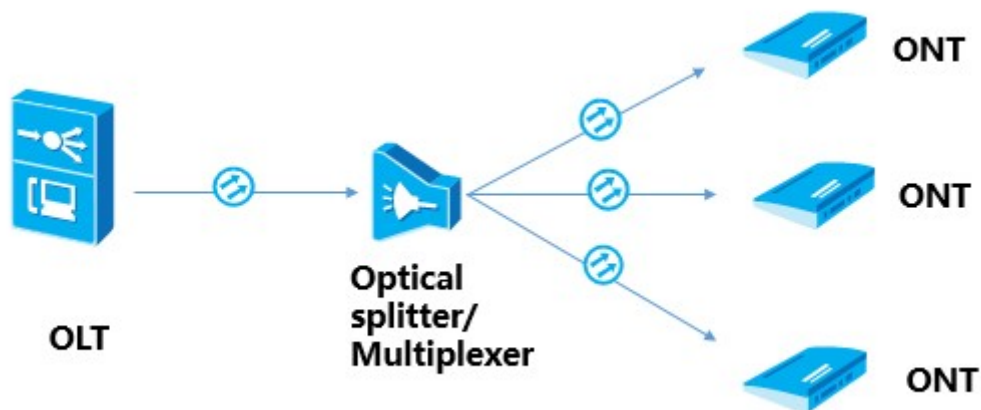 ONT
ONT
OLT
Optical
splitter/
Multiplexer
ONT